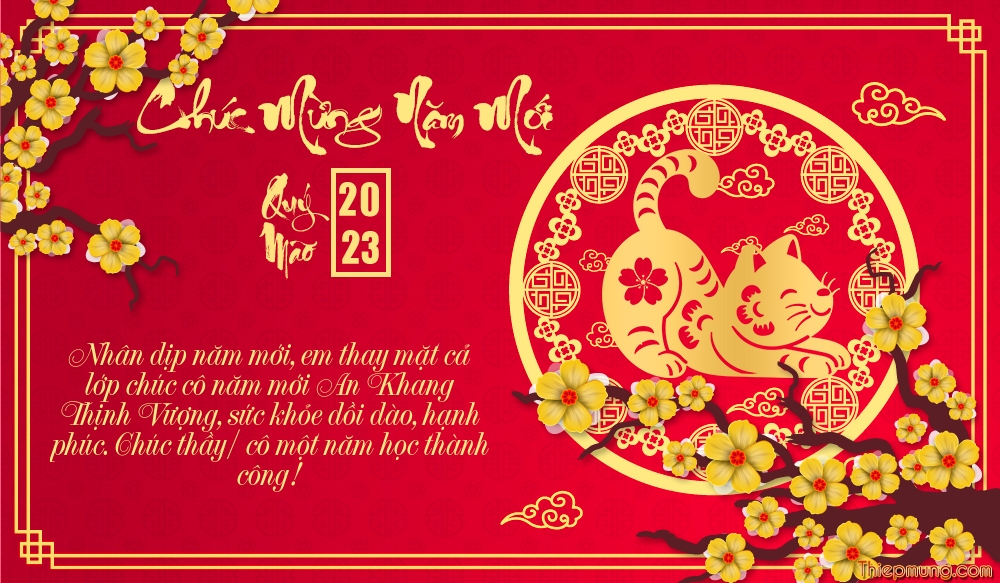 Chúc Mừng Năm Mới
Quý
Mão
20
23
Nhân dịp năm mới, em thay mặt cả
lớp chúc cô năm mới An Khang
Thịnh Vượng, sức khỏe dồi dào, hạnh
phúc. Chúc thầy/ cô một năm học thành
công!
Thiepmung.com